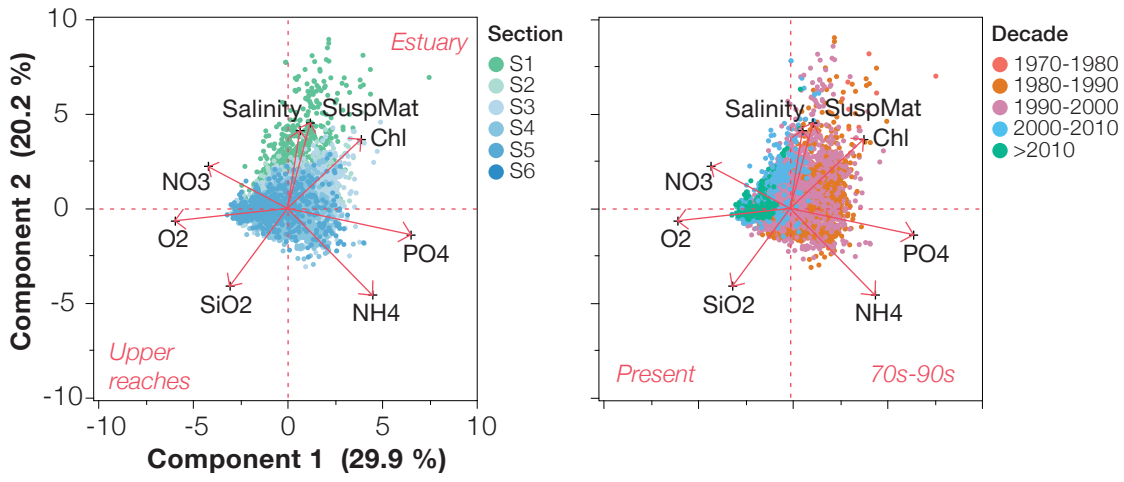 Component 2 (20.2 %)
10
5
0
-5
-10
Estuary
Salinity
SuspMat
Chl
NO3
O2
PO4
SiO2
NH4
Upper
reaches
-10
-5
0
5
10
Component 1 (29.9 %)
Section
S1
S2
S3
S4
S5
S6
Salinity
SuspMat
Chl
NO3
O2
PO4
SiO2
NH4
Present
70s-90s
Decade
1970-1980
1980-1990
1990-2000
2000-2010
>2010